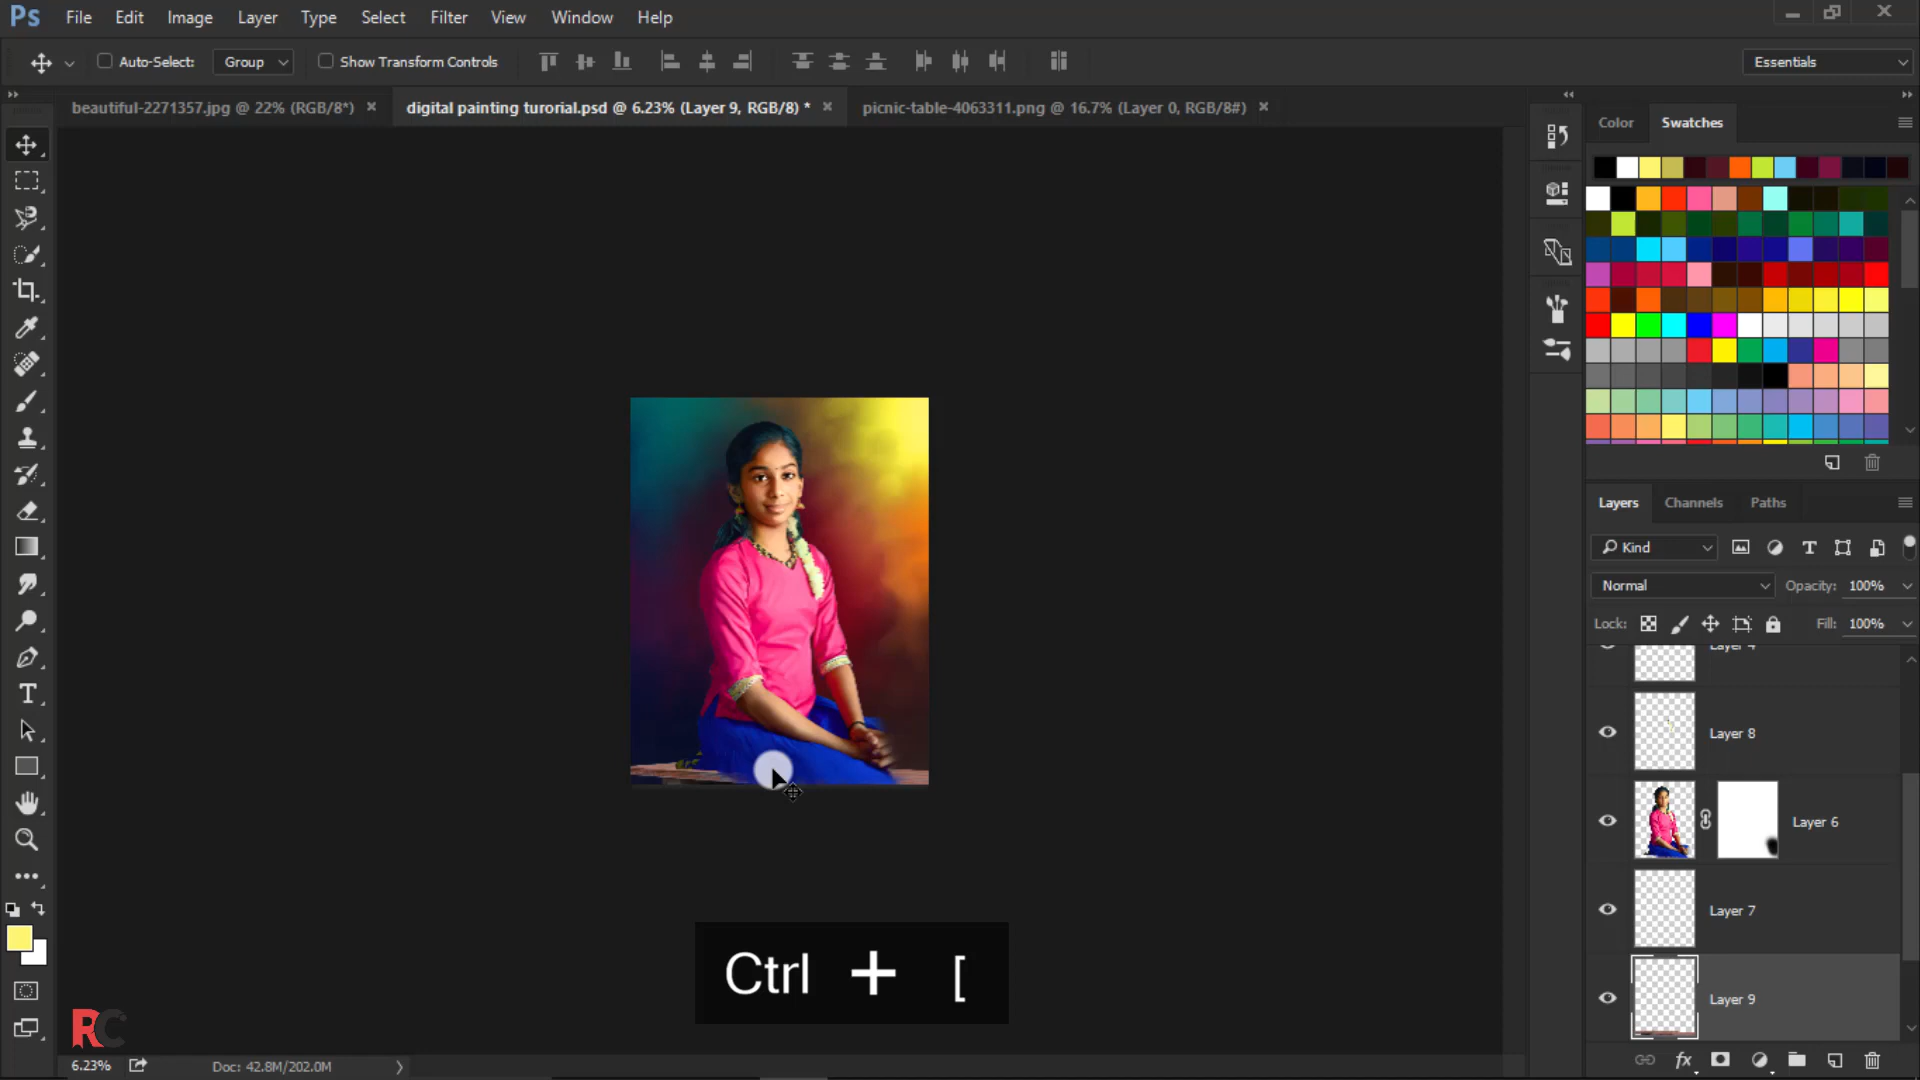 Ps File Edit Image Layer Type Select Filter View Window Help
Auto-Select: Group Show Transform Controls Essentials
beautiful-2271357.jpg @ 22% (RGB/8*) × digital painting turorial.psd @ 6.23% (Layer 9, RGB/8) * × picnic-table-4063311.png @ 16.7% (Layer 0, RGB/8#) ×
Color Swatches
Layers Channels Paths
Kind
Normal Opacity: 100%
Lock: Fill: 100%
Layer 4
Layer 8
Layer 6
Layer 7
Layer 9
Ctrl + [
RC
6.23% Doc: 42.8M/202.0M